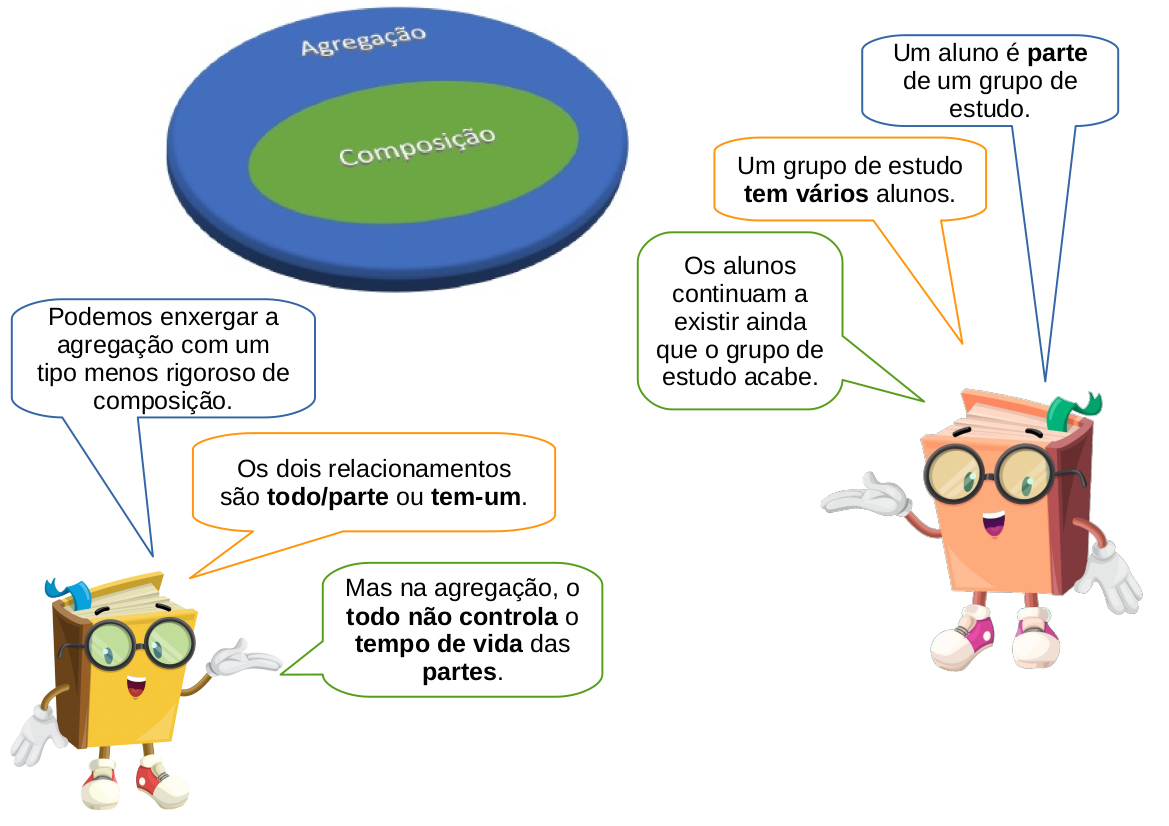 Agregação
Composição
Um aluno é parte
de um grupo de
estudo.
Um grupo de estudo
tem vários alunos.
Os alunos
continuam a
existir ainda
que o grupo de
estudo acabe.
Podemos enxergar a
agregação com um
tipo menos rigoroso de
composição.
Os dois relacionamentos
são todo/parte ou tem-um.
Mas na agregação, o
todo não controla o
tempo de vida das
partes.